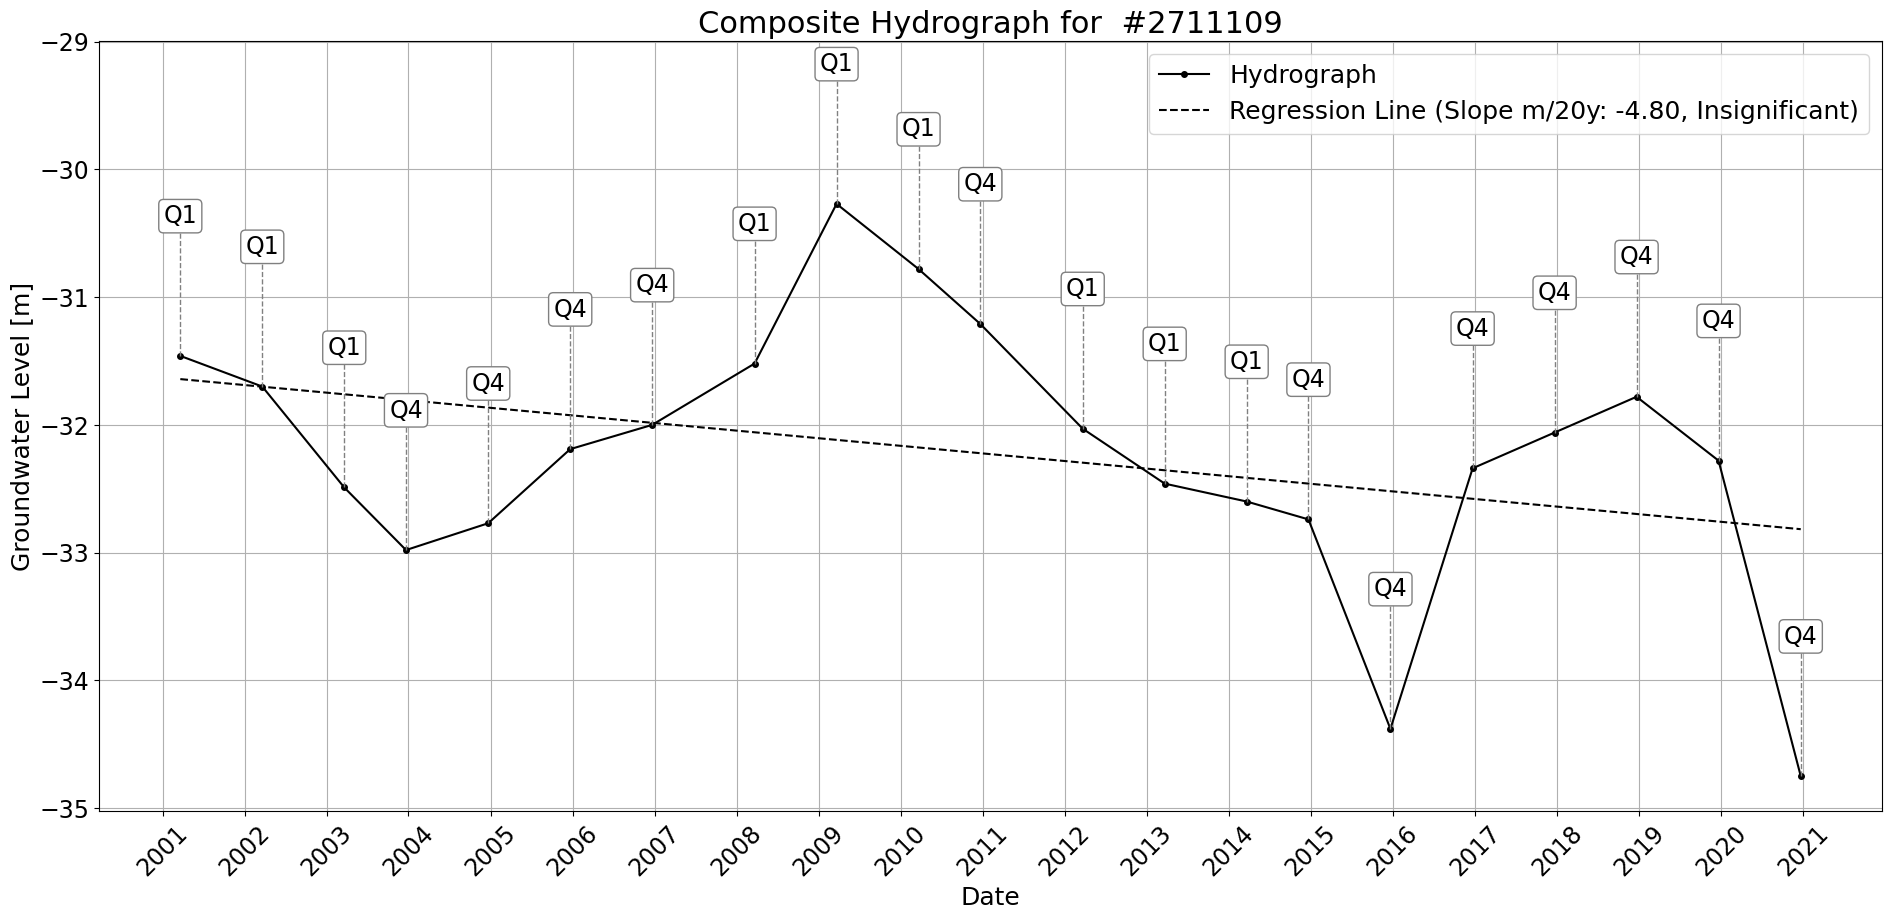 Composite Hydrograph for  #2711109
Hydrograph
Regression Line (Slope m/20y: -4.80, Insignificant)
Groundwater Level [m]
−29
−30
−31
−32
−33
−34
−35
Q1
Q1
Q1
Q4
Q4
Q4
Q4
Q1
Q1
Q1
Q4
Q1
Q1
Q1
Q4
Q4
Q4
Q4
Q4
Q4
Q4
2001
2002
2003
2004
2005
2006
2007
2008
2009
2010
2011
2012
2013
2014
2015
2016
2017
2018
2019
2020
2021
Date